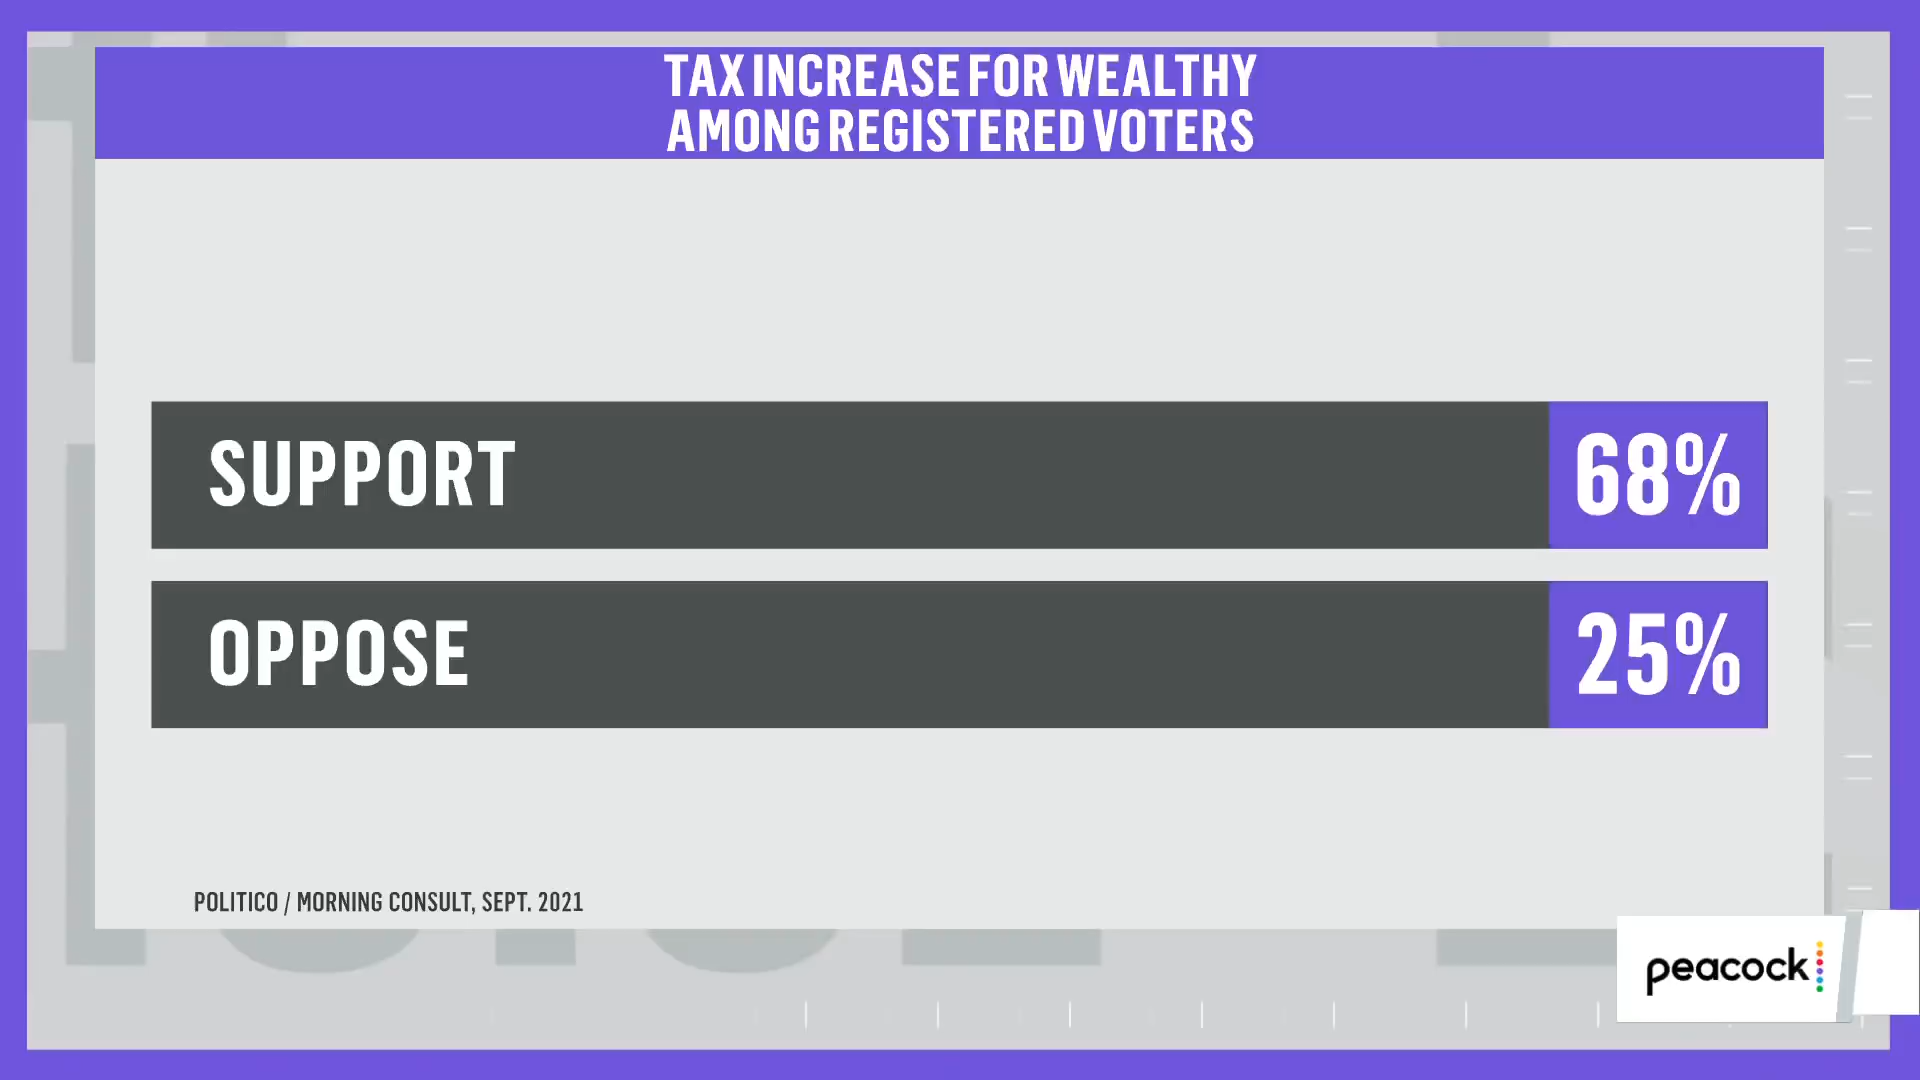 TAX INCREASE FOR WEALTHY
AMONG REGISTERED VOTERS
SUPPORT 68%
OPPOSE 25%
POLITICO / MORNING CONSULT, SEPT. 2021
peacock